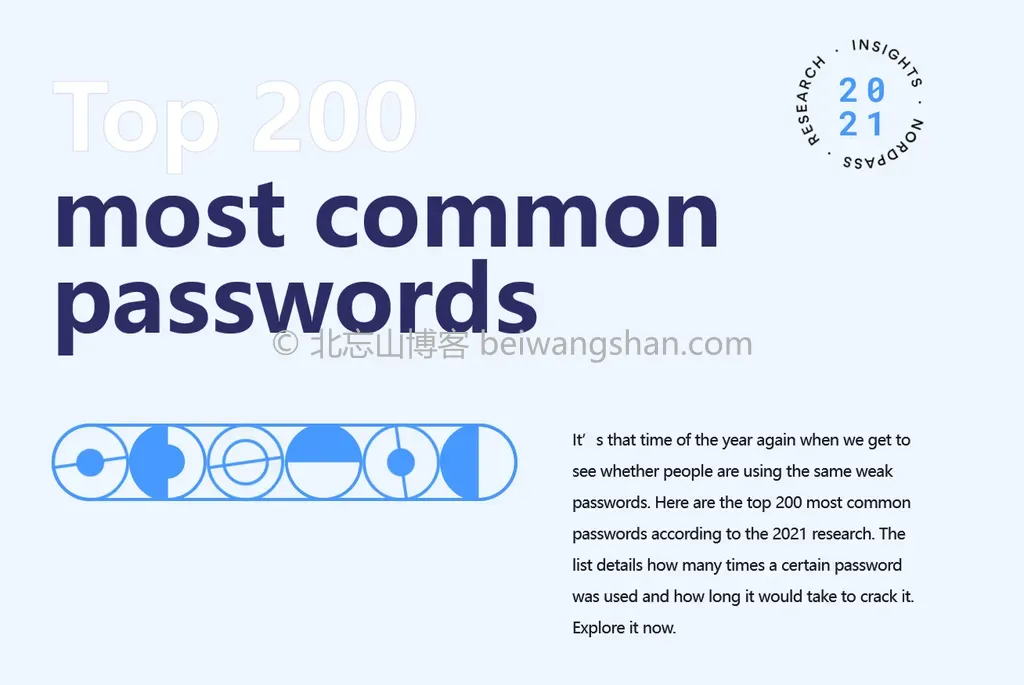 Top 200
most common
passwords
RESEARCH · INSIGHTS · NORDPASS ·
20
21
© 北忘山博客 beiwangshan.com
It’s that time of the year again when we get to
see whether people are using the same weak
passwords. Here are the top 200 most common
passwords according to the 2021 research. The
list details how many times a certain password
was used and how long it would take to crack it.
Explore it now.